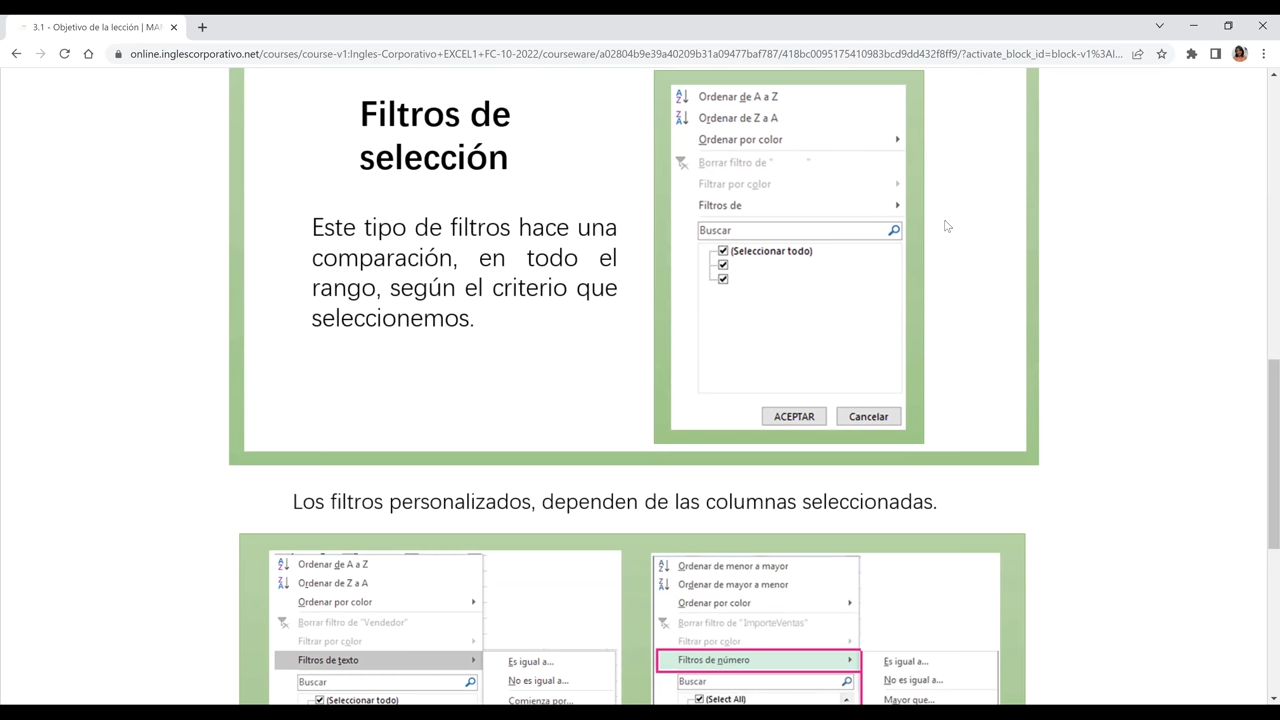 3.1 - Objetivo de la lección | MA
online.inglescorporativo.net/courses/course-v1:Ingles-Corporativo+EXCEL1+FC-10-2022/courseware/a02804b9e39a40209b31a09477baf787/418bc0095175410983bcd9dd432f8ff9/?activate_block_id=block-v1%3Al...
Filtros de
selección
Este tipo de filtros hace una
comparación, en todo el
rango, según el criterio que
seleccionemos.
Ordenar de A a Z
Ordenar de Z a A
Ordenar por color
Borrar filtro de " "
Filtrar por color
Filtros de
Buscar
(Seleccionar todo)
ACEPTAR Cancelar
Los filtros personalizados, dependen de las columnas seleccionadas.
Ordenar de A a Z
Ordenar de Z a A
Ordenar por color
Borrar filtro de "Vendedor"
Filtrar por color
Filtros de texto
Buscar
(Seleccionar todo)
Es igual a...
No es igual a...
Comienza por...
Ordenar de menor a mayor
Ordenar de mayor a menor
Ordenar por color
Borrar filtro de "ImporteVentas"
Filtrar por color
Filtros de número
Buscar
(Select All)
Es igual a...
No es igual a...
Mayor que...